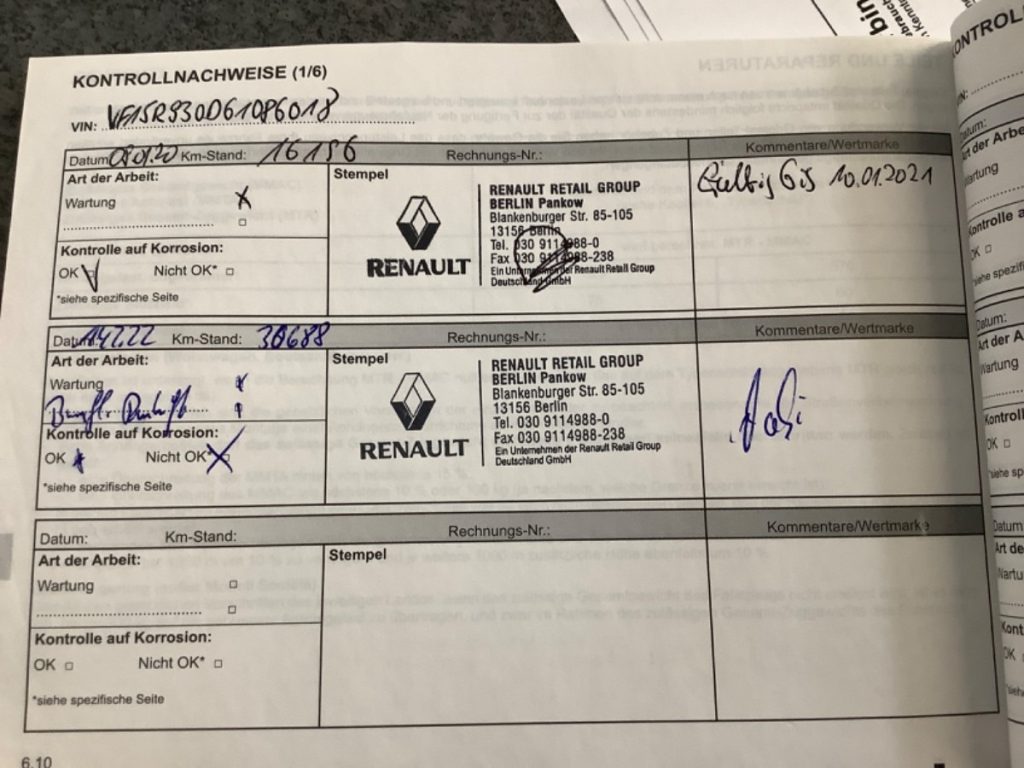 KONTROLLNACHWEISE (1/6)
VIN:
Datum 08.01.20 Km-Stand: 16156 Rechnungs-Nr.: Kommentare/Wertmarke
Art der Arbeit:
Wartung x
Kontrolle auf Korrosion:
OK Nicht OK*
*siehe spezifische Seite
Stempel
RENAULT
RENAULT RETAIL GROUP
BERLIN Pankow
Blankenburger Str. 85-105
13156 Berlin
Tel. 030 9114988-0
Fax 030 9114988-238
Ein Unternehmen der Renault Retail Group
Deutschland GmbH
Gültig bis 10.01.2021
Km-Stand: 30688 Rechnungs-Nr.: Kommentare/Wertmarke
Art der Arbeit:
Wartung x
Kontrolle auf Korrosion:
OK Nicht OK*
*siehe spezifische Seite
Stempel
RENAULT
RENAULT RETAIL GROUP
BERLIN Pankow
Blankenburger Str. 85-105
13156 Berlin
Tel. 030 9114988-0
Fax 030 9114988-238
Ein Unternehmen der Renault Retail Group
Deutschland GmbH
Datum: Km-Stand: Rechnungs-Nr.: Kommentare/Wertmarke
Art der Arbeit:
Wartung
Kontrolle auf Korrosion:
OK Nicht OK*
*siehe spezifische Seite
Stempel
6.10